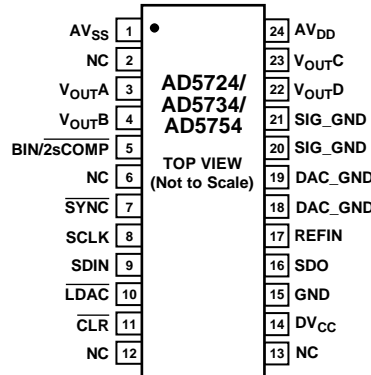 AVSS 1
NC 2
VOUTA 3
VOUTB 4
BIN/2sCOMP 5
NC 6
SYNC 7
SCLK 8
SDIN 9
LDAC 10
CLR 11
NC 12
AD5724/
AD5734/
AD5754
TOP VIEW
(Not to Scale)
24 AVDD
23 VOUTC
22 VOUTD
21 SIG_GND
20 SIG_GND
19 DAC_GND
18 DAC_GND
17 REFIN
16 SDO
15 GND
14 DVCC
13 NC